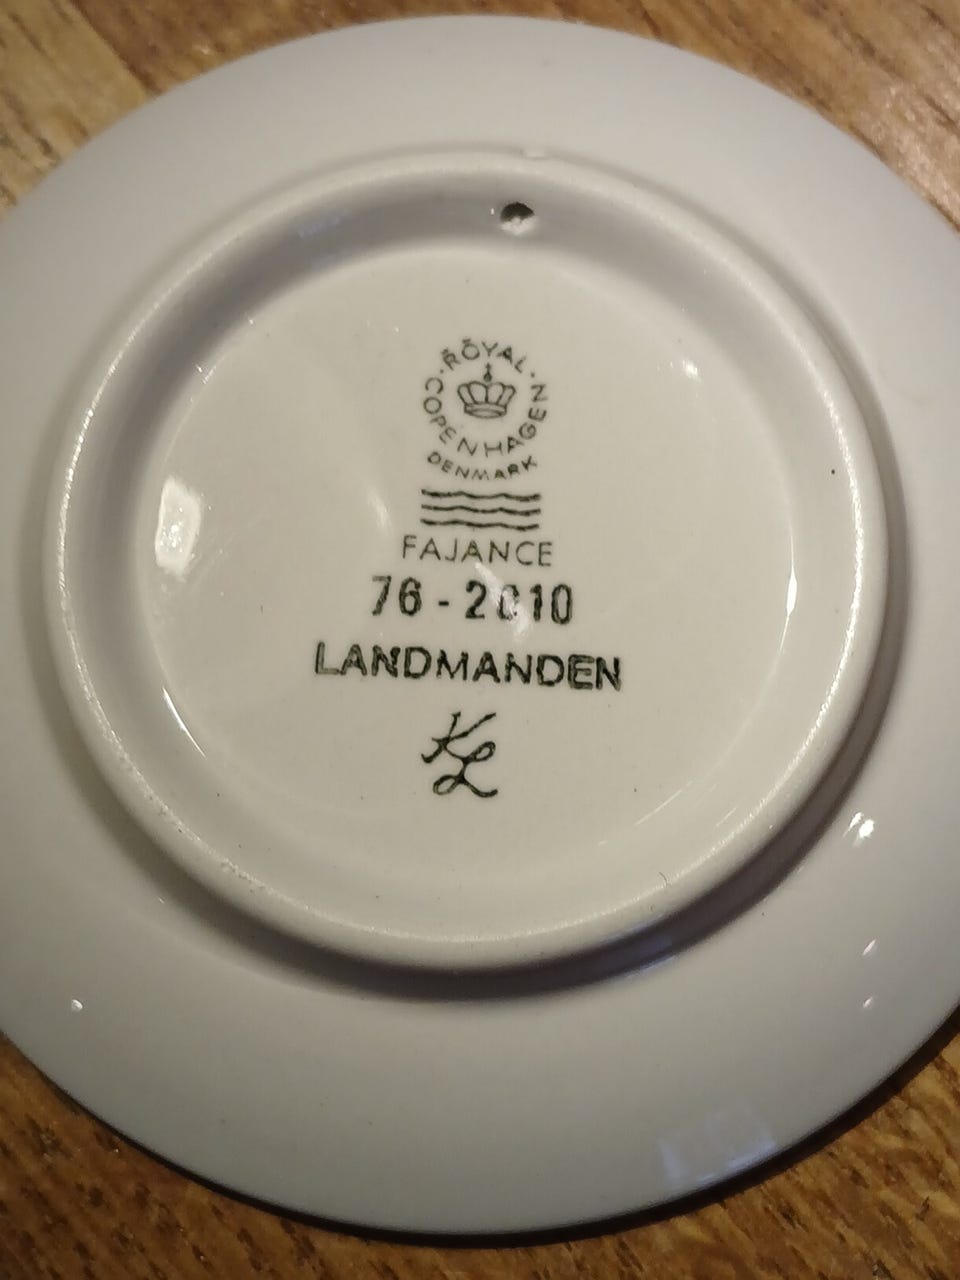 ROYAL
COPENHAGEN
DENMARK
FAJANCE
76 - 2010
LANDMANDEN
KL